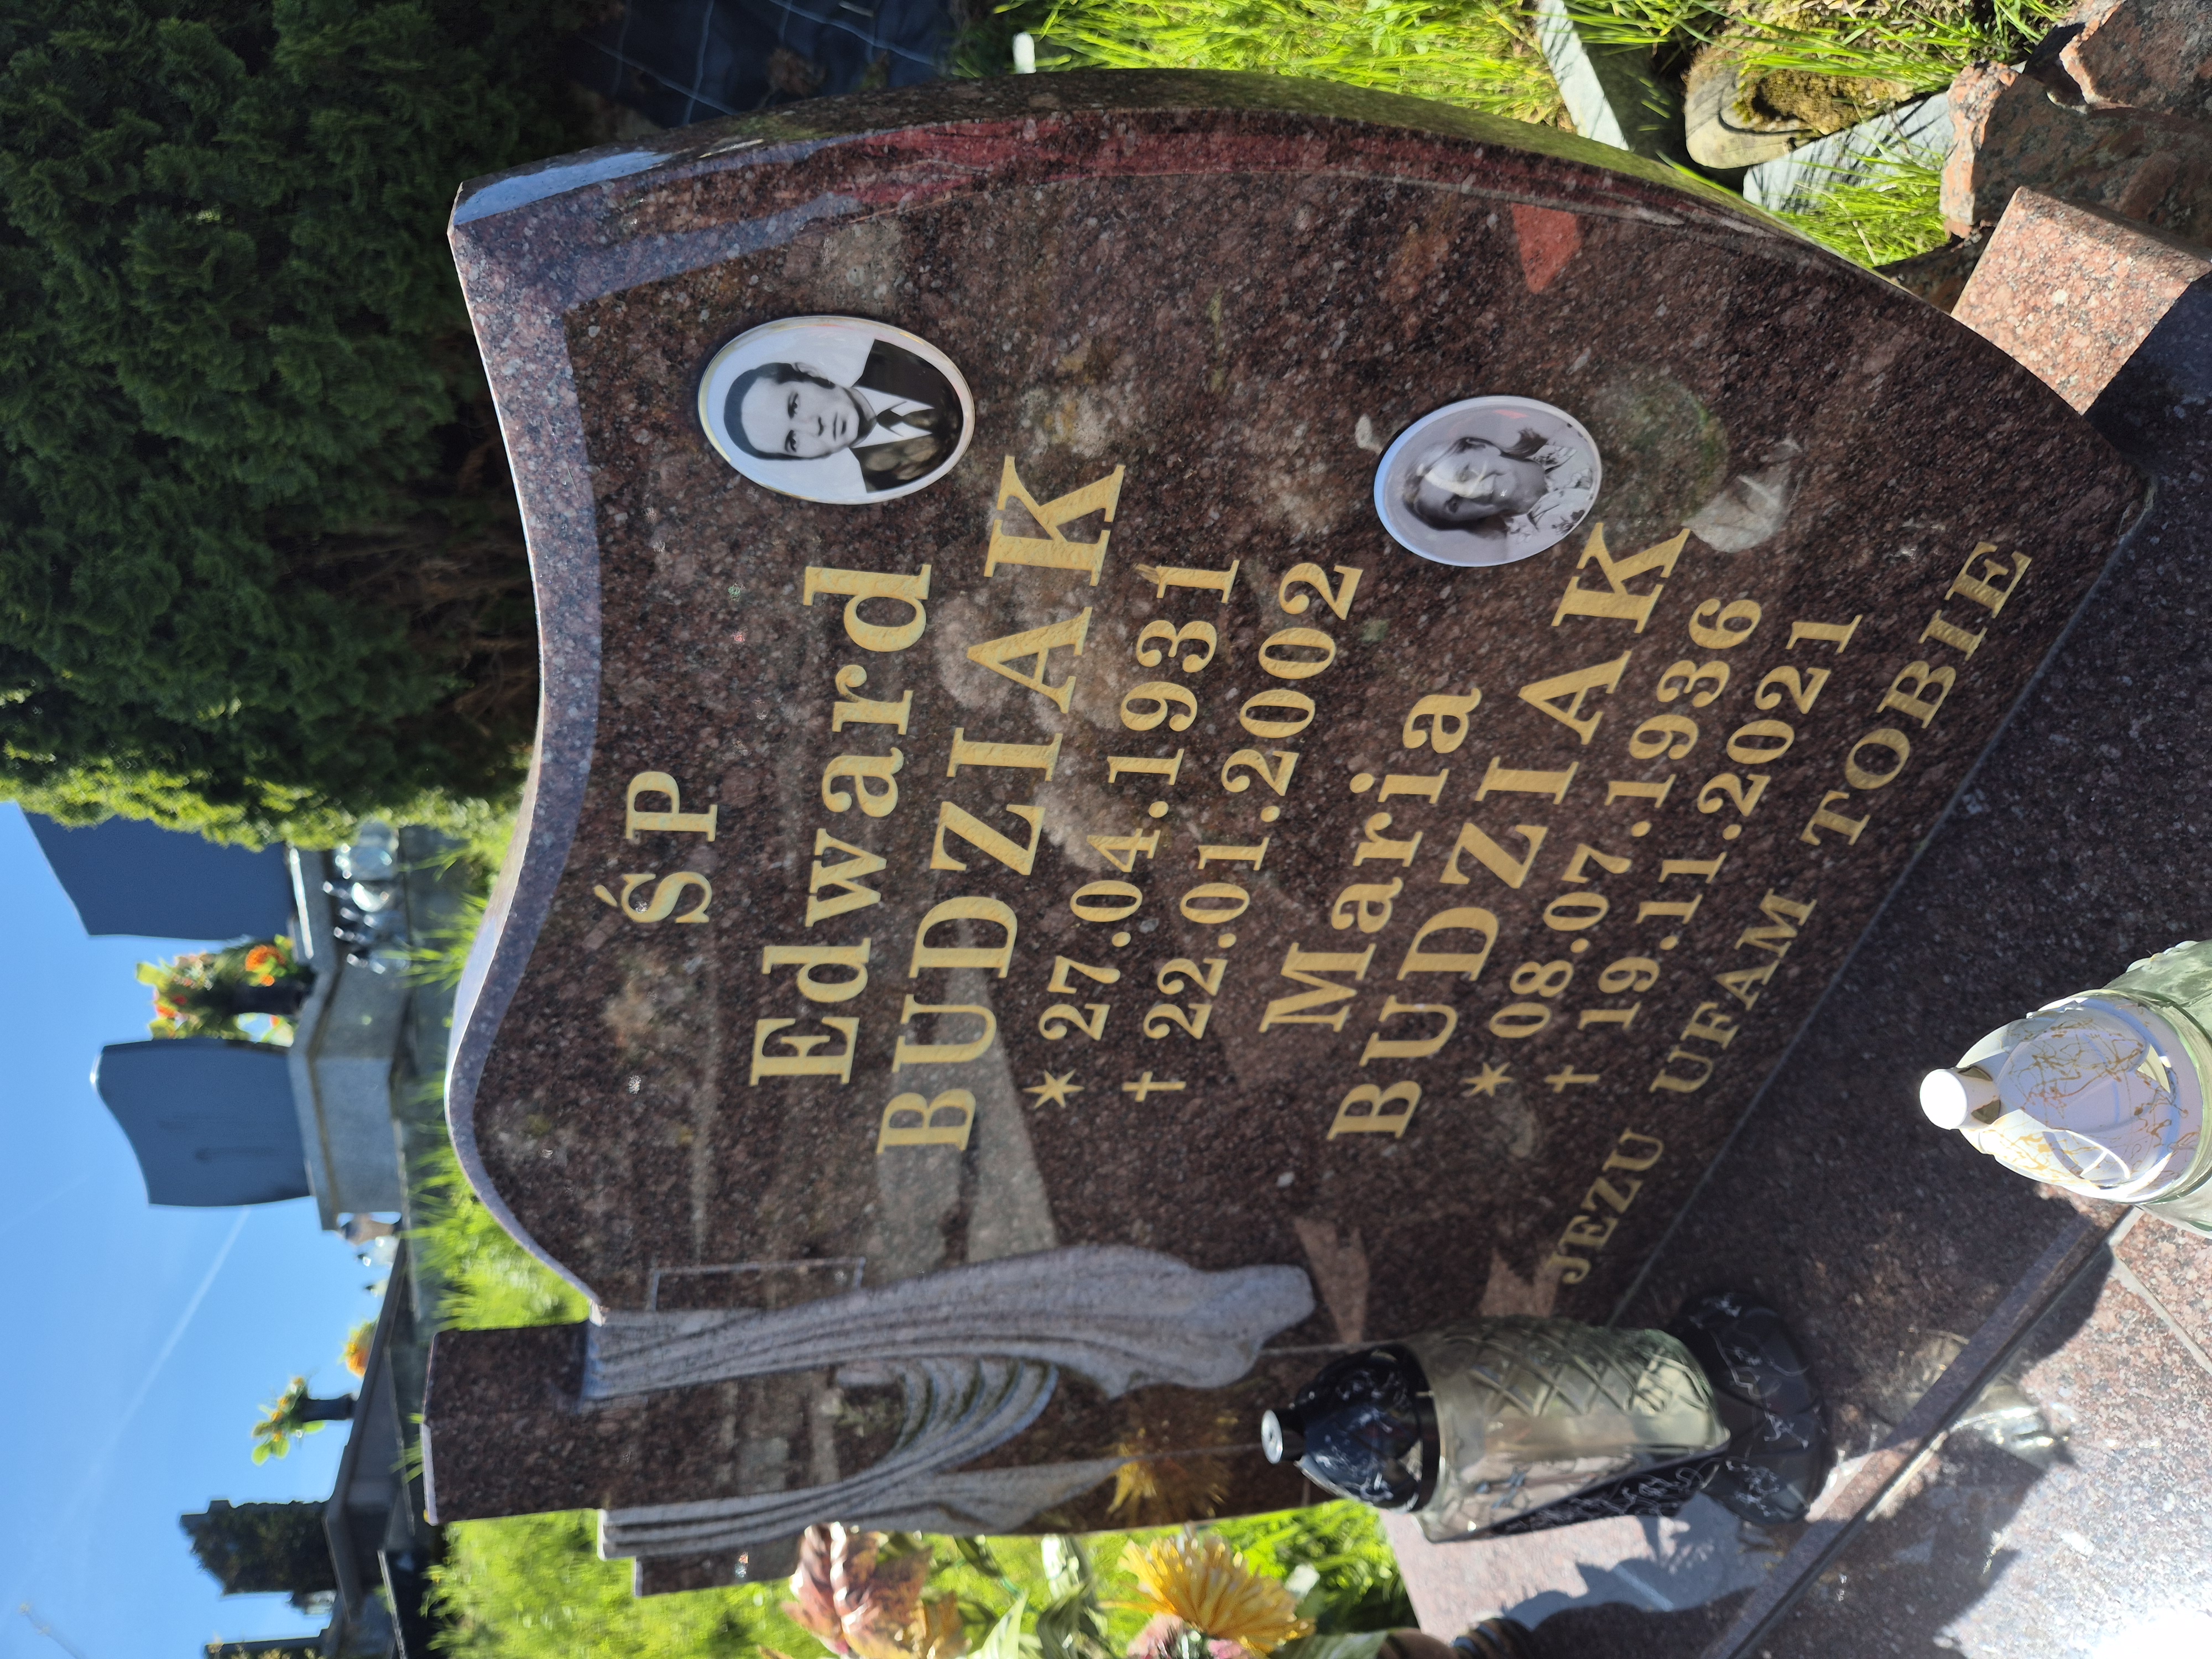 ŚP
Edward
BUDZIAK
* 27.04.1931
† 22.01.2002
Maria
BUDZIAK
* 08.07.1936
† 19.11.2021
JEZU UFAM TOBIE